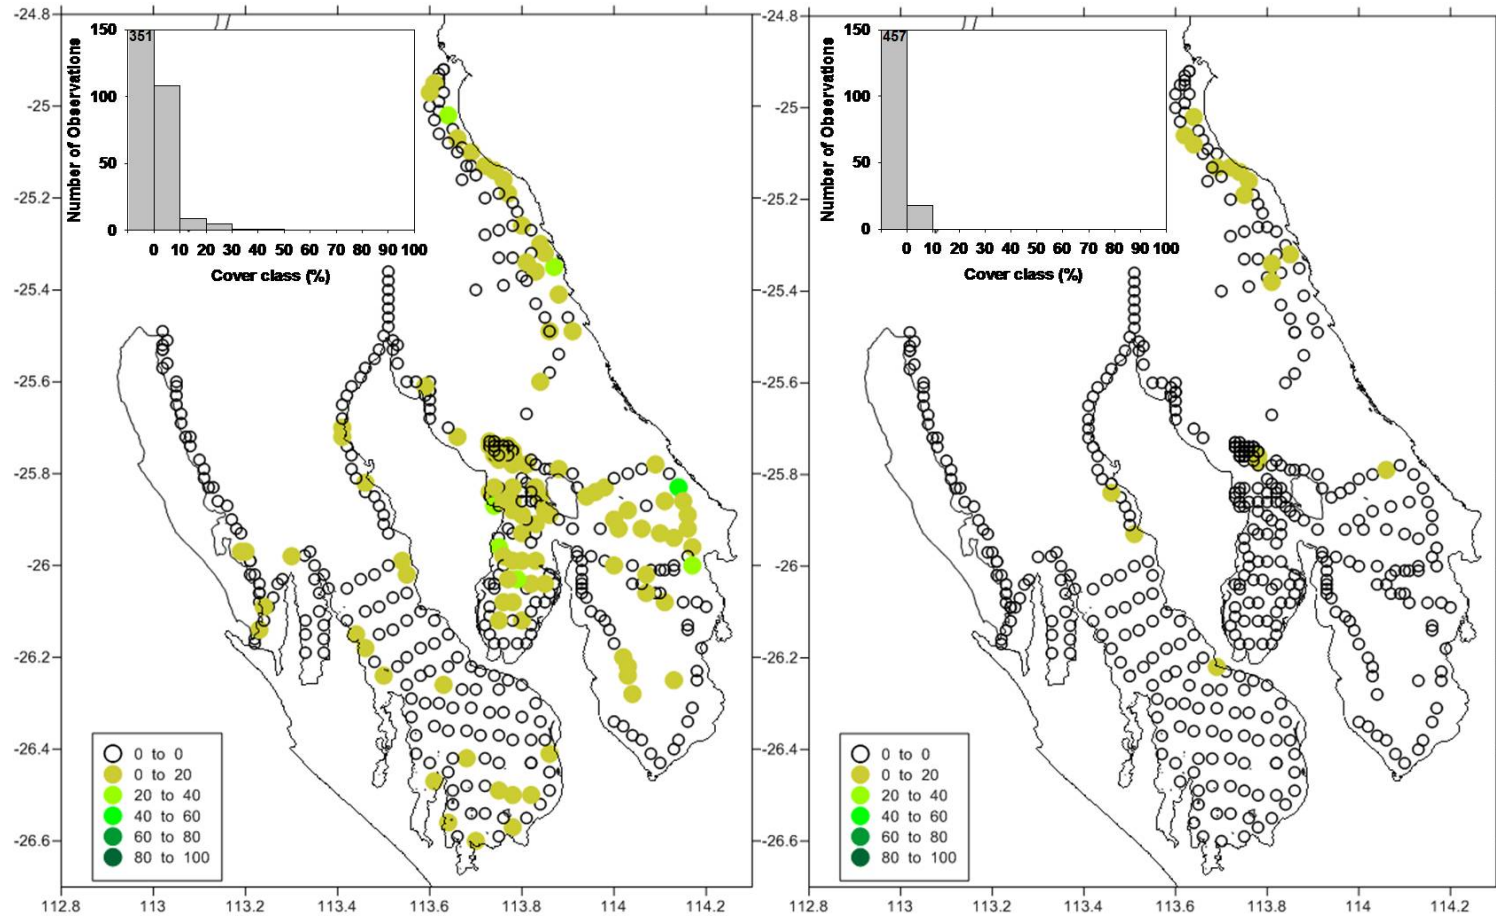 -24.8
-25
-25.2
-25.4
-25.6
-25.8
-26
-26.2
-26.4
-26.6
Number of Observations
150
100
50
0
351
0 10 20 30 40 50 60 70 80 90 100
Cover class (%)
0 to 0
0 to 20
20 to 40
40 to 60
60 to 80
80 to 100
112.8 113 113.2 113.4 113.6 113.8 114 114.2
-24.8
-25
-25.2
-25.4
-25.6
-25.8
-26
-26.2
-26.4
-26.6
Number of Observations
150
100
50
0
457
0 10 20 30 40 50 60 70 80 90 100
Cover class (%)
0 to 0
0 to 20
20 to 40
40 to 60
60 to 80
80 to 100
112.8 113 113.2 113.4 113.6 113.8 114 114.2